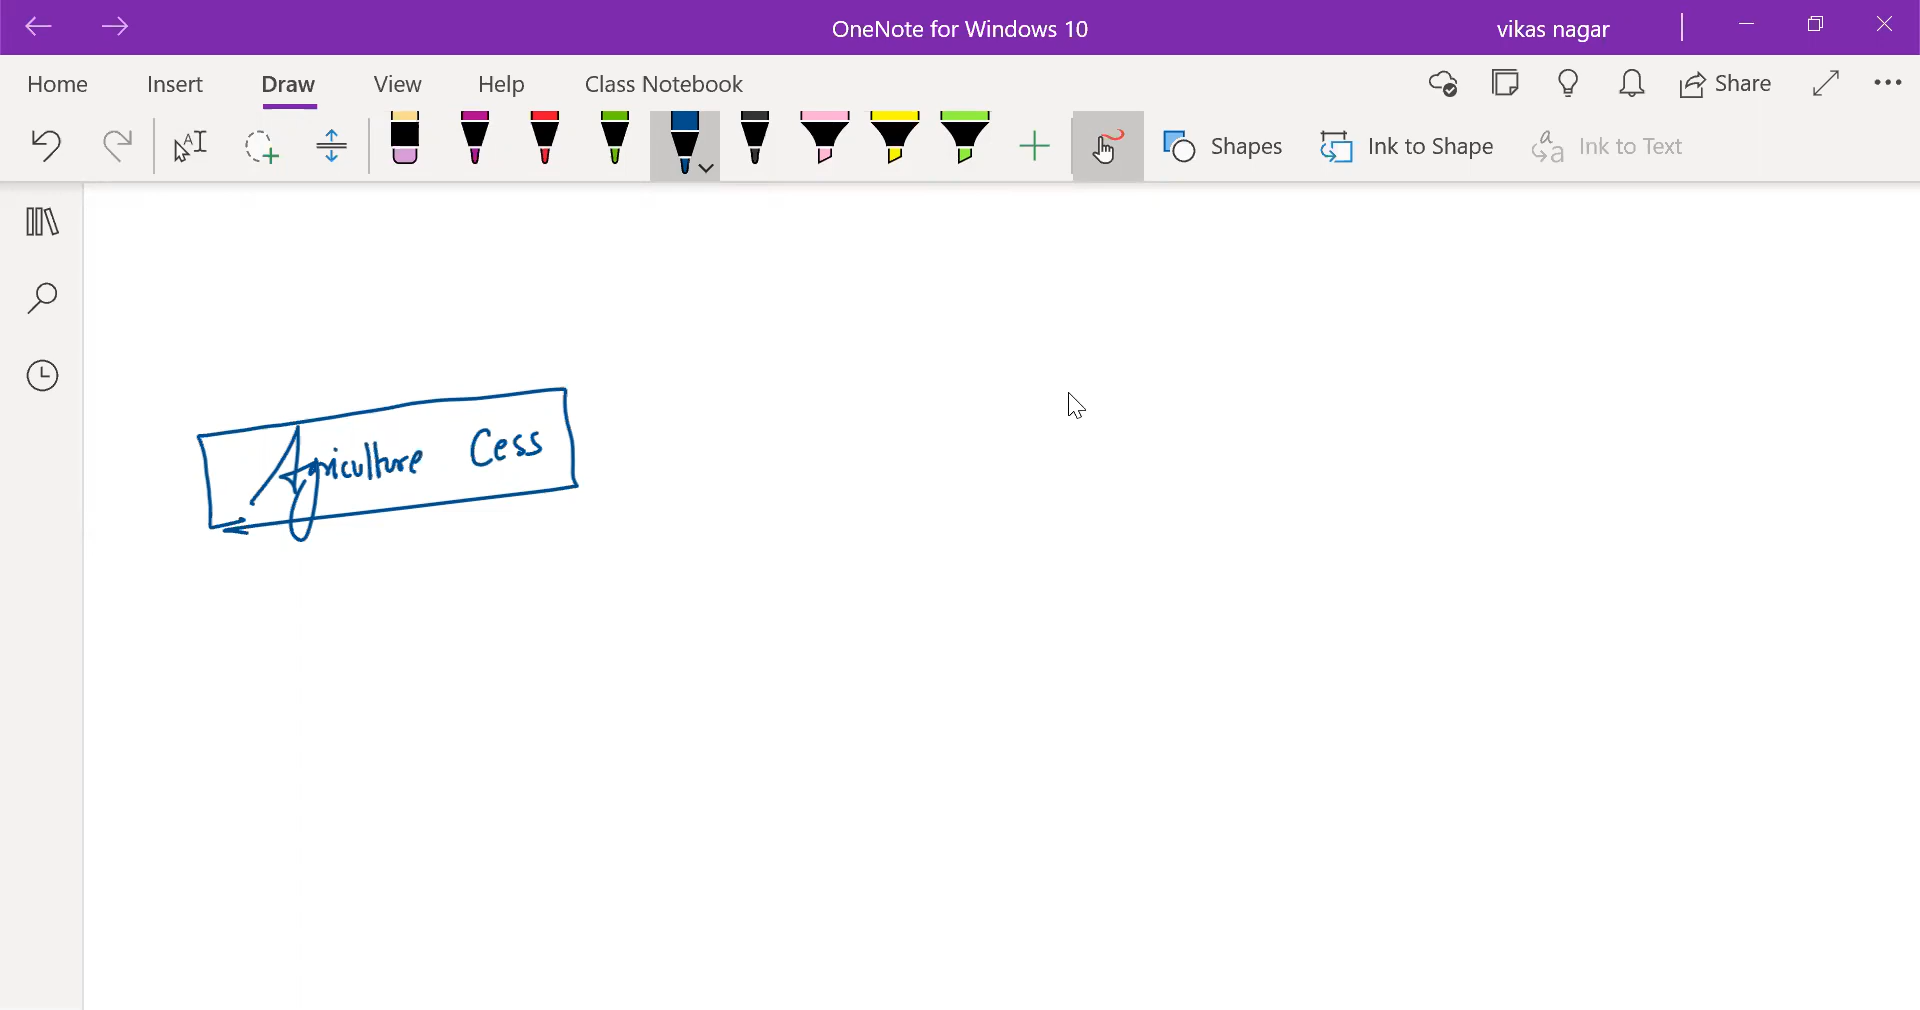 OneNote for Windows 10
vikas nagar
Home Insert Draw View Help Class Notebook
Share
Shapes Ink to Shape Ink to Text
Agriculture Cess